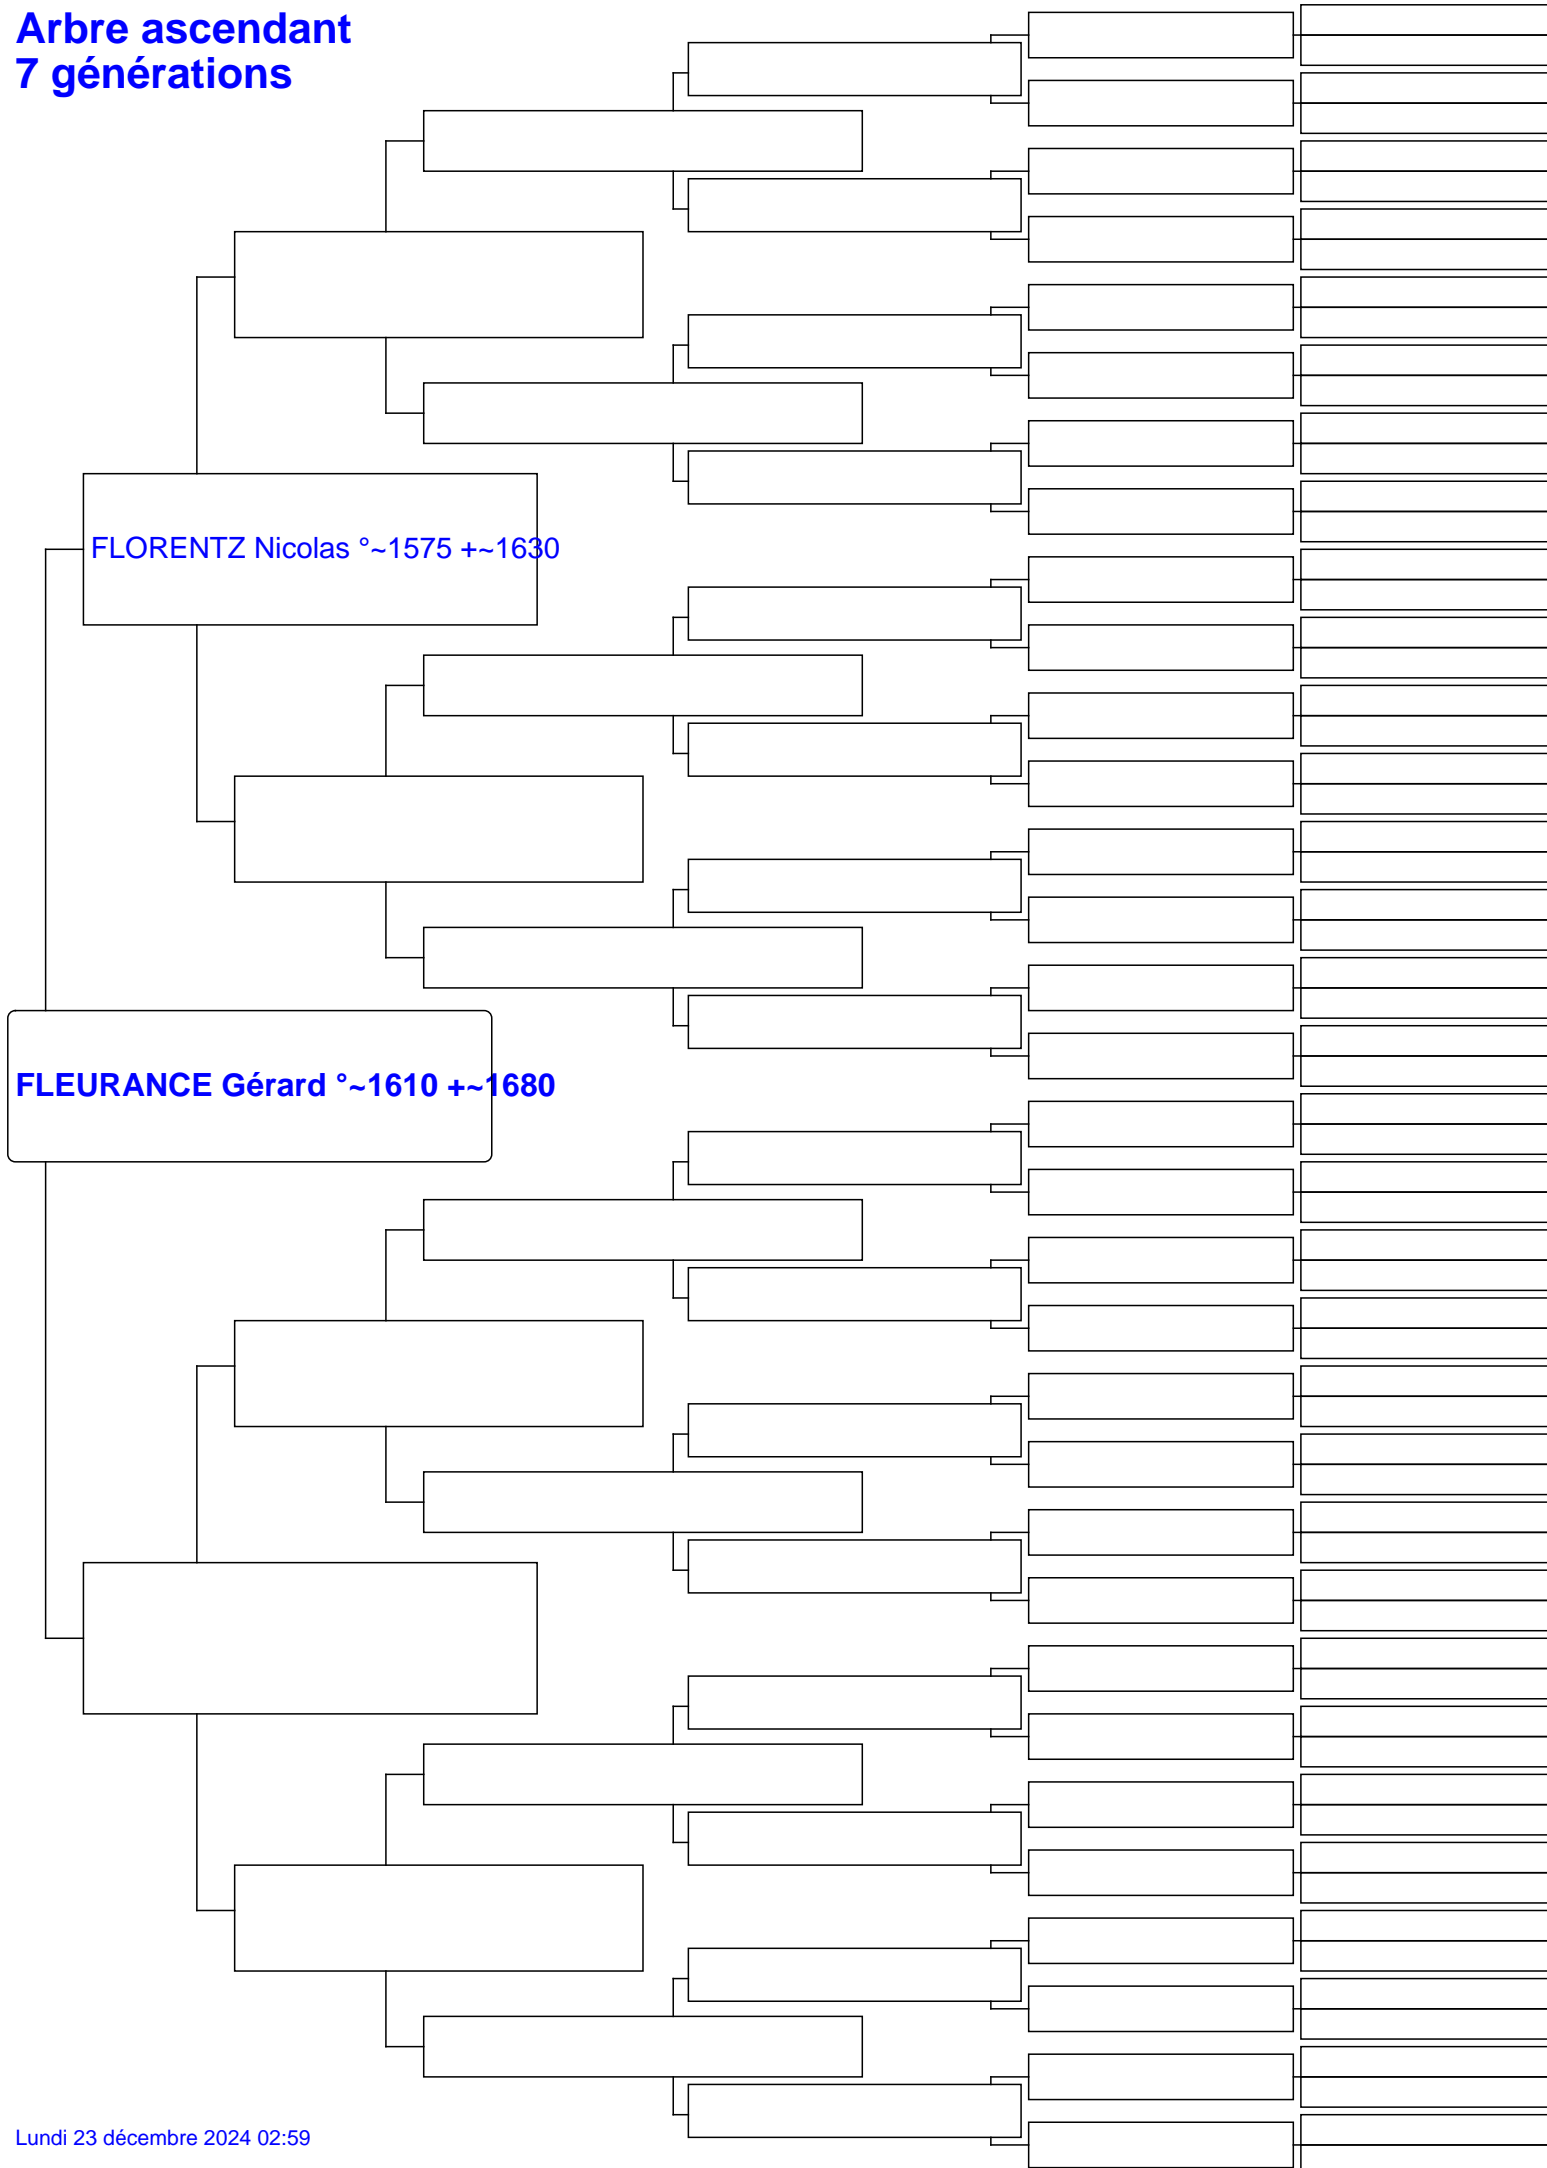 Arbre ascendant
7 générations
FLORENTZ Nicolas °~1575 +~1630
FLEURANCE Gérard °~1610 +~1680
Lundi 23 décembre 2024 02:59